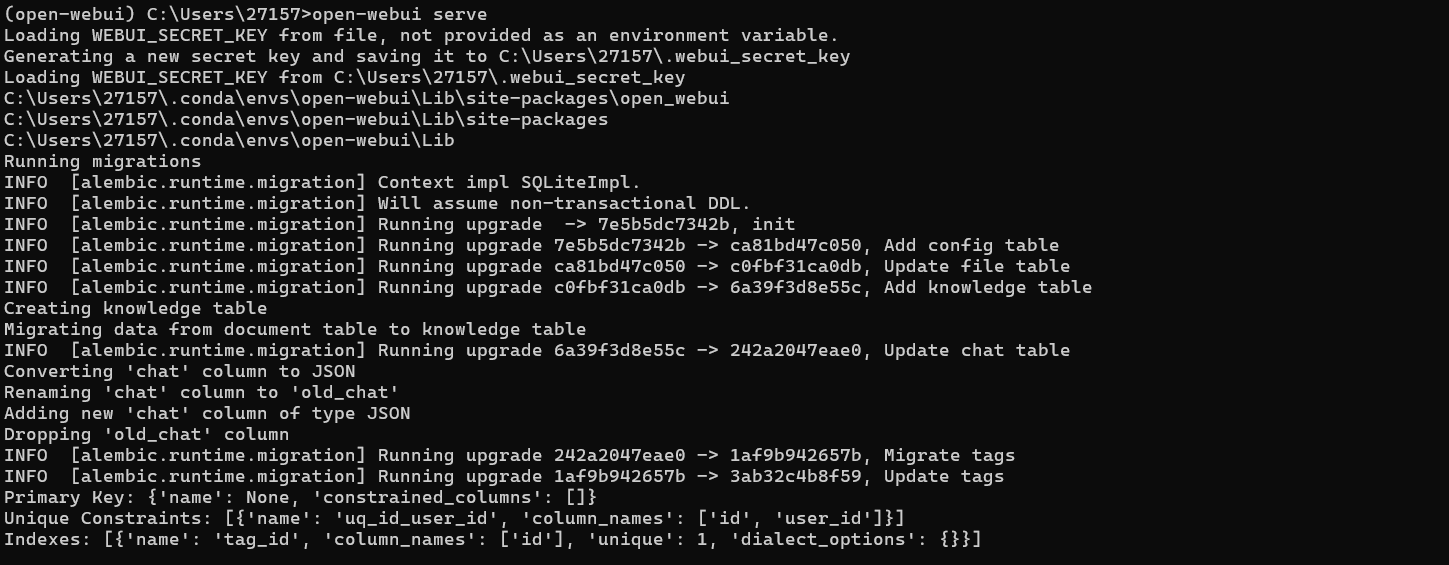 (open-webui) C:\Users\27157>open-webui serve
Loading WEBUI_SECRET_KEY from file, not provided as an environment variable.
Generating a new secret key and saving it to C:\Users\27157\.webui_secret_key
Loading WEBUI_SECRET_KEY from C:\Users\27157\.webui_secret_key
C:\Users\27157\.conda\envs\open-webui\Lib\site-packages\open_webui
C:\Users\27157\.conda\envs\open-webui\Lib\site-packages
C:\Users\27157\.conda\envs\open-webui\Lib
Running migrations
INFO  [alembic.runtime.migration] Context impl SQLiteImpl.
INFO  [alembic.runtime.migration] Will assume non-transactional DDL.
INFO  [alembic.runtime.migration] Running upgrade  -> 7e5b5dc7342b, init
INFO  [alembic.runtime.migration] Running upgrade 7e5b5dc7342b -> ca81bd47c050, Add config table
INFO  [alembic.runtime.migration] Running upgrade ca81bd47c050 -> c0fbf31ca0db, Update file table
INFO  [alembic.runtime.migration] Running upgrade c0fbf31ca0db -> 6a39f3d8e55c, Add knowledge table
Creating knowledge table
Migrating data from document table to knowledge table
INFO  [alembic.runtime.migration] Running upgrade 6a39f3d8e55c -> 242a2047eae0, Update chat table
Converting 'chat' column to JSON
Renaming 'chat' column to 'old_chat'
Adding new 'chat' column of type JSON
Dropping 'old_chat' column
INFO  [alembic.runtime.migration] Running upgrade 242a2047eae0 -> 1af9b942657b, Migrate tags
INFO  [alembic.runtime.migration] Running upgrade 1af9b942657b -> 3ab32c4b8f59, Update tags
Primary Key: {'name': None, 'constrained_columns': []}
Unique Constraints: [{'name': 'uq_id_user_id', 'column_names': ['id', 'user_id']}]
Indexes: [{'name': 'tag_id', 'column_names': ['id'], 'unique': 1, 'dialect_options': {}}]